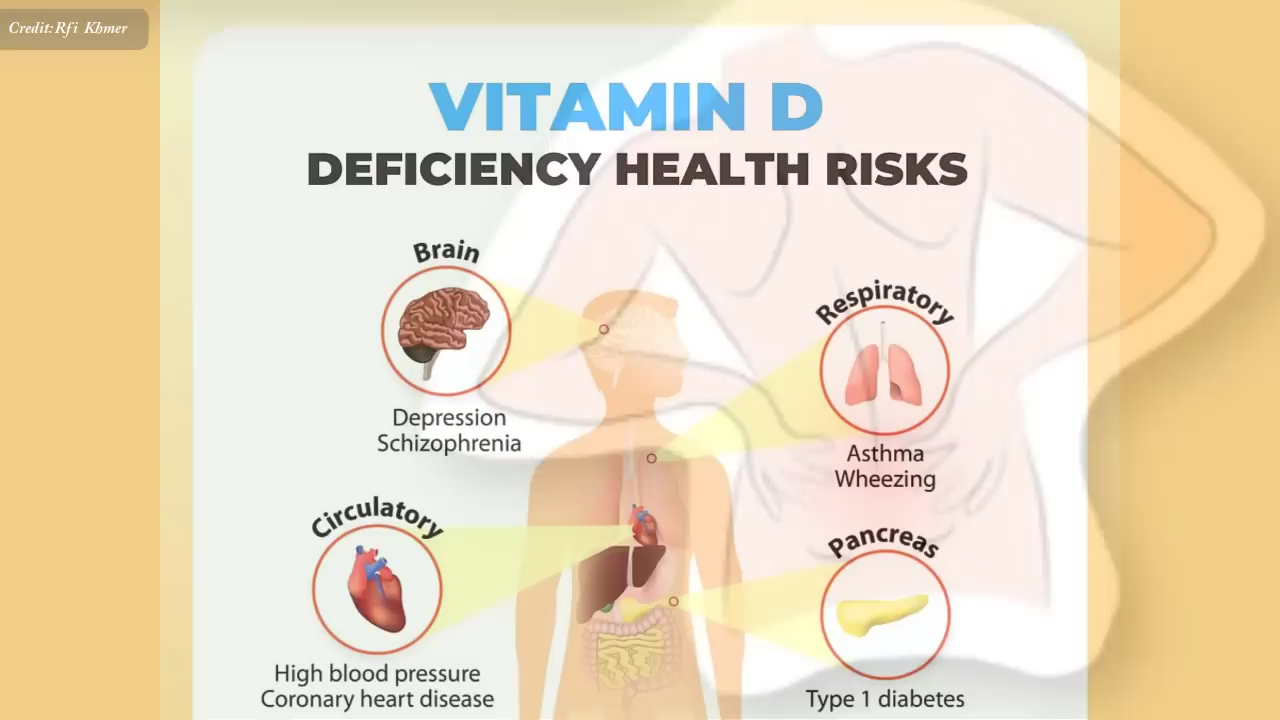 Credit:Rfi Khmer
VITAMIN D
DEFICIENCY HEALTH RISKS
Brain
Depression
Schizophrenia
Respiratory
Asthma
Wheezing
Circulatory
High blood pressure
Coronary heart disease
Pancreas
Type 1 diabetes